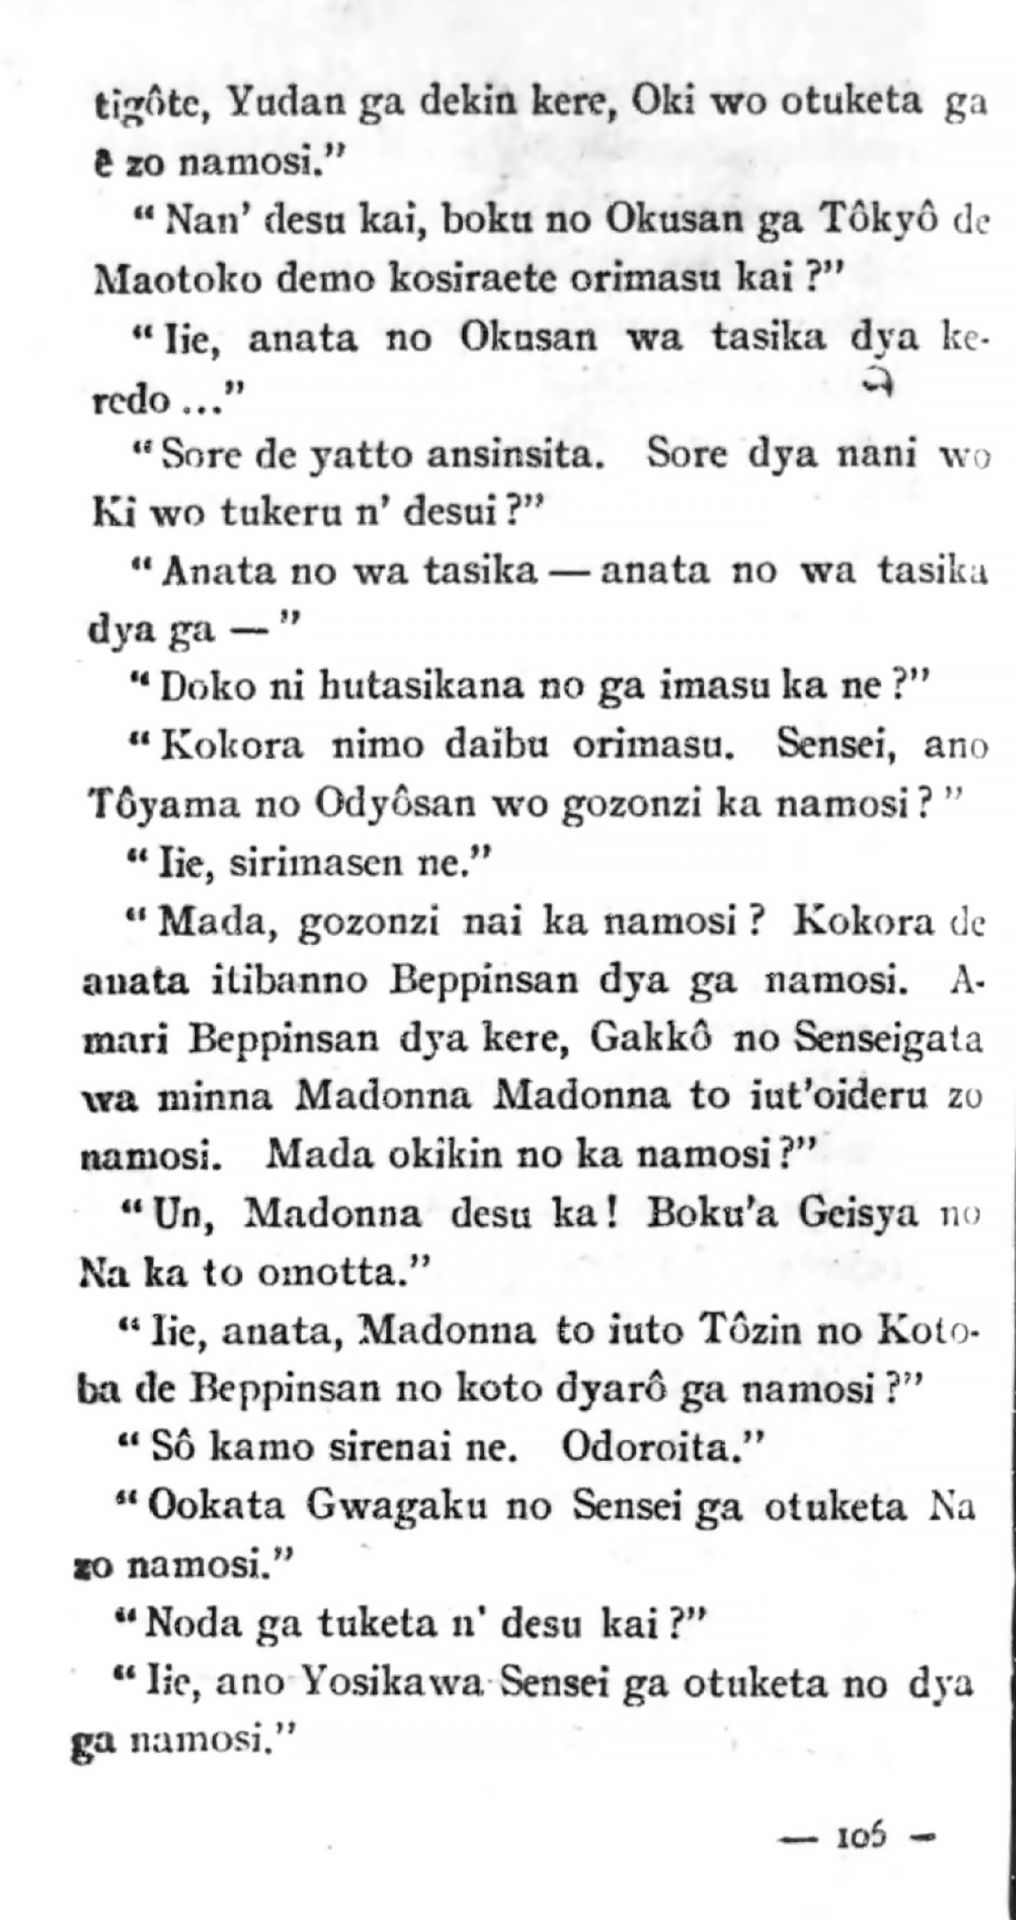 tigôte, Yudan ga dekin kere, Oki wo otuketa ga
ê zo namosi.”
“ Nan’ desu kai, boku no Okusan ga Tôkyô de
Maotoko demo kosiraete orimasu kai ?”
“ Iie, anata no Okusan wa tasika dya ke-
redo ...”
“ Sore de yatto ansinsita. Sore dya nani wo
Ki wo tukeru n’ desui ?”
“ Anata no wa tasika — anata no wa tasika
dya ga — ”
“ Doko ni hutasikana no ga imasu ka ne ?”
“ Kokora nimo daibu orimasu. Sensei, ano
Tôyama no Odyôsan wo gozonzi ka namosi ? ”
“ Iie, sirimasen ne.”
“ Mada, gozonzi nai ka namosi ? Kokora de
anata itibanno Beppinsan dya ga namosi. A-
mari Beppinsan dya kere, Gakkô no Senseigata
wa minna Madonna Madonna to iut’oideru zo
namosi. Mada okikin no ka namosi ?”
“ Un, Madonna desu ka ! Boku’a Geisya no
Na ka to omotta.”
“ Iie, anata, Madonna to iuto Tôzin no Koto-
ba de Beppinsan no koto dyarô ga namosi ?”
“ Sô kamo sirenai ne. Odoroita.”
“ Ookata Gwagaku no Sensei ga otuketa Na
zo namosi.”
“ Noda ga tuketa n’ desu kai ?”
“ Iie, ano Yosikawa Sensei ga otuketa no dya
ga namosi.”
— 106 —